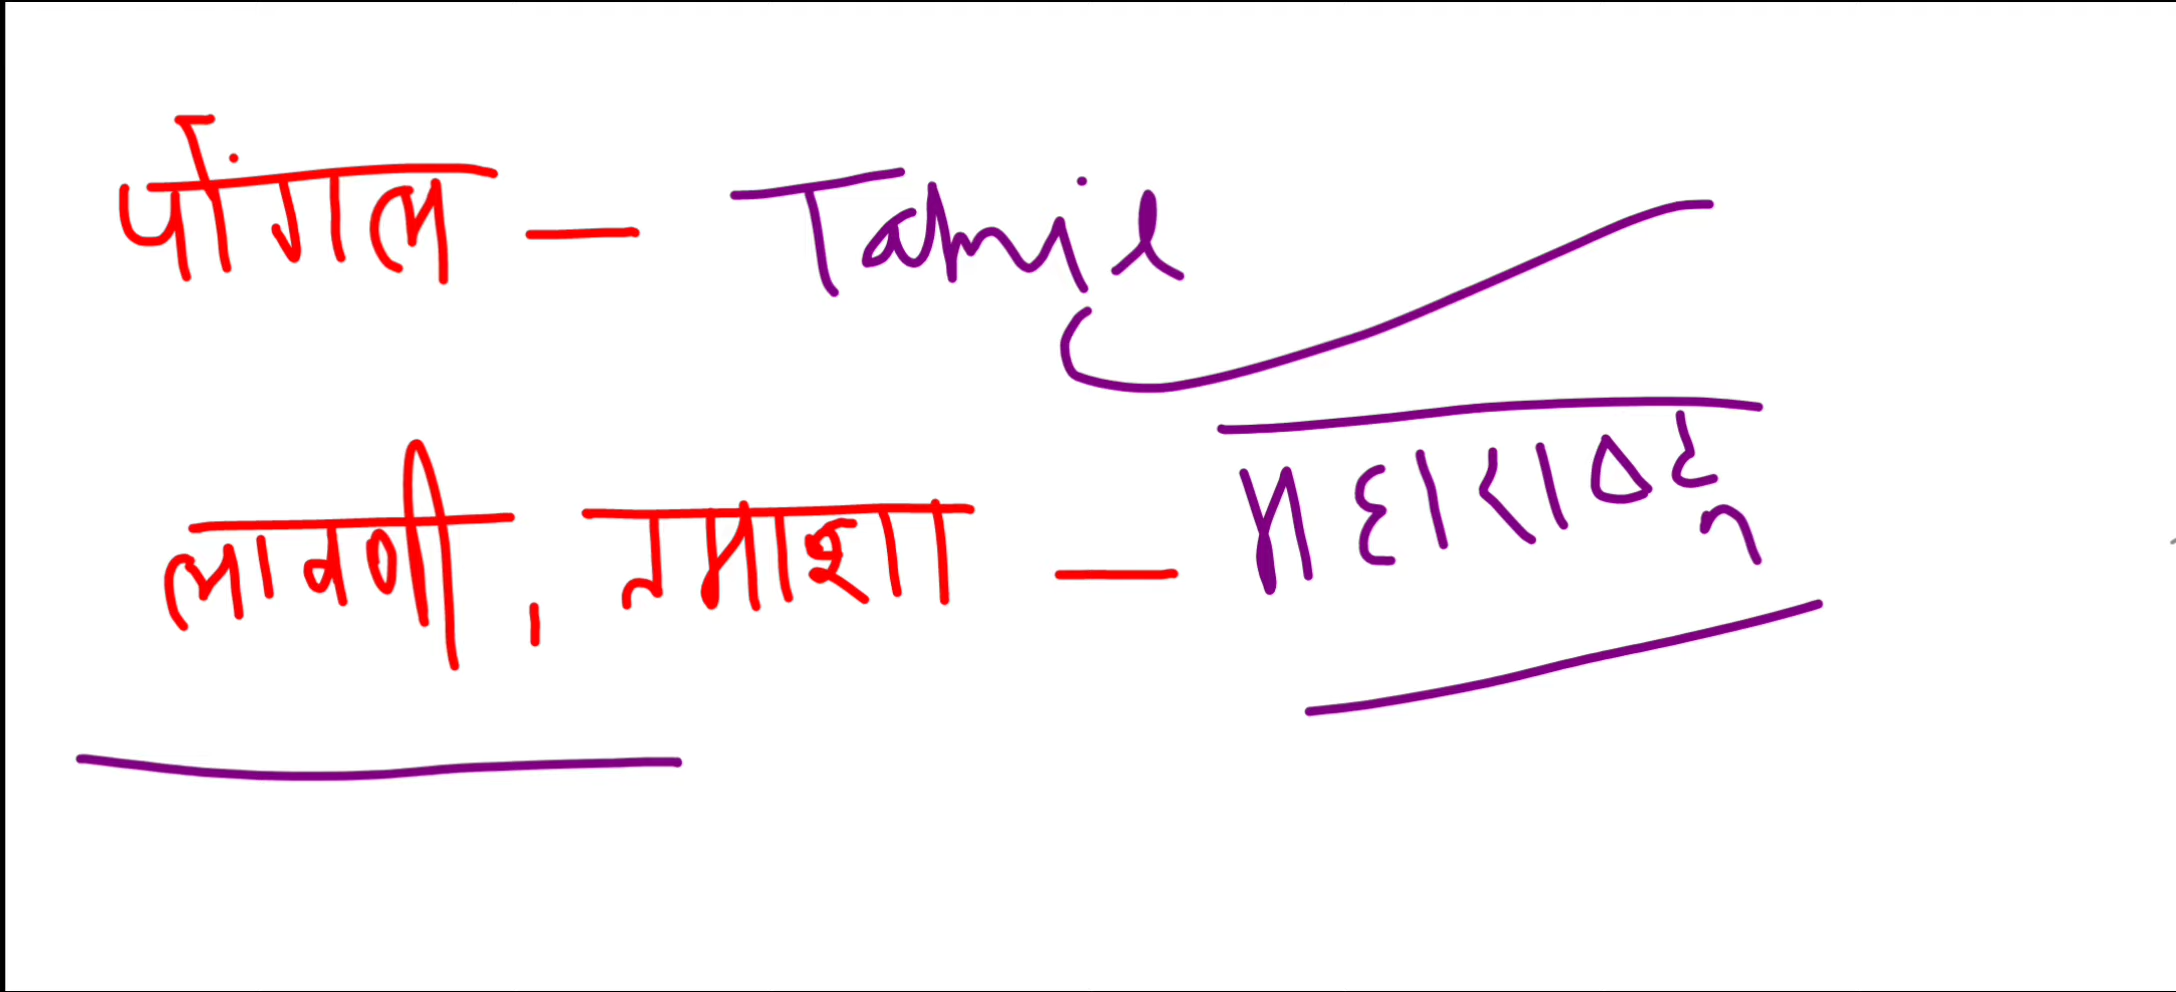 पोंगल — Tamil
लावणी, तमाशा — महाराष्ट्र